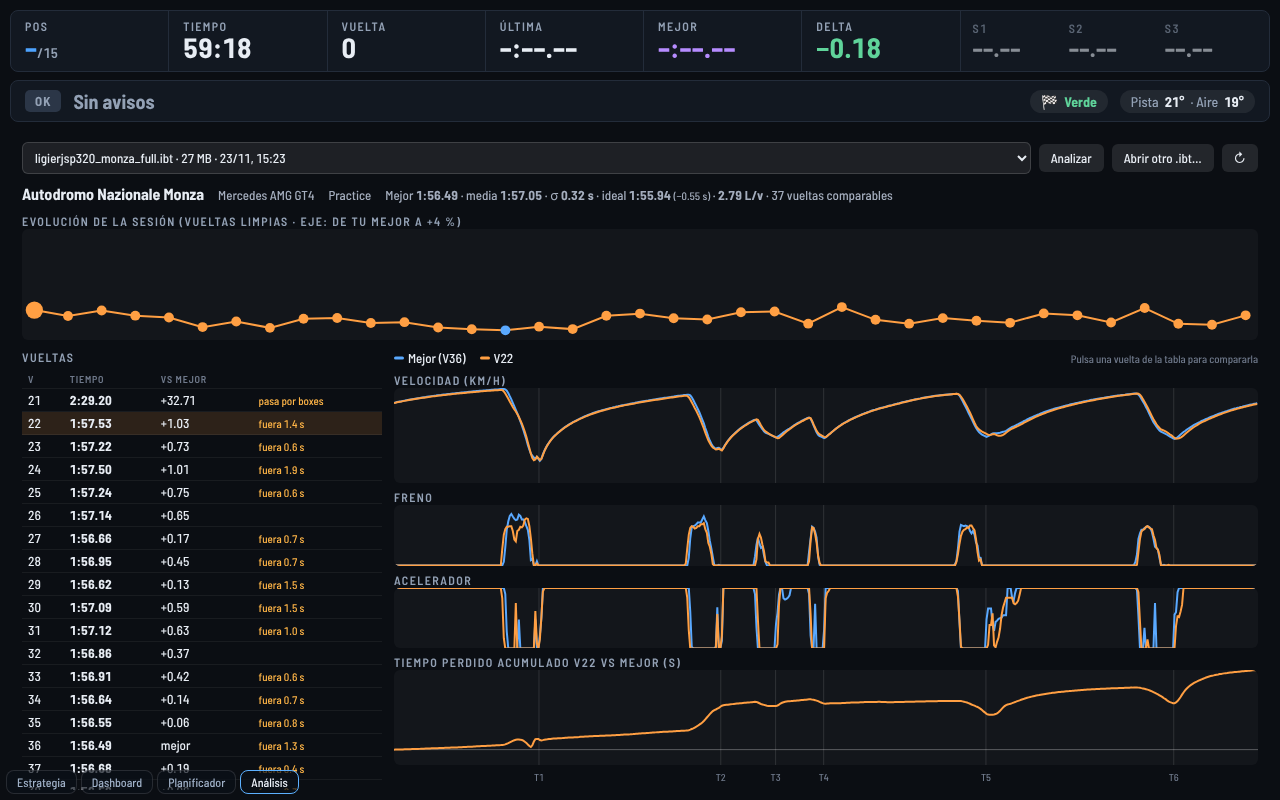 POS TIEMPO VUELTA ÚLTIMA MEJOR DELTA S1 S2 S3
–/15 59:18 0 –:––.–– –:––.–– −0.18 ––.–– ––.–– ––.––
OK Sin avisos 🏁 Verde Pista 21° · Aire 19°
ligierjsp320_monza_full.ibt · 27 MB · 23/11, 15:23 Analizar Abrir otro .ibt… ↻
Autodromo Nazionale Monza Mercedes AMG GT4 Practice Mejor 1:56.49 · media 1:57.05 · σ 0.32 s · ideal 1:55.94 (−0.55 s) · 2.79 L/v · 37 vueltas comparables
EVOLUCIÓN DE LA SESIÓN (VUELTAS LIMPIAS · EJE: DE TU MEJOR A +4 %)
VUELTAS
V TIEMPO VS MEJOR
21 2:29.20 +32.71 pasa por boxes
22 1:57.53 +1.03 fuera 1.4 s
23 1:57.22 +0.73 fuera 0.6 s
24 1:57.50 +1.01 fuera 1.9 s
25 1:57.24 +0.75 fuera 0.6 s
26 1:57.14 +0.65
27 1:56.66 +0.17 fuera 0.7 s
28 1:56.95 +0.45 fuera 0.7 s
29 1:56.62 +0.13 fuera 1.5 s
30 1:57.09 +0.59 fuera 1.5 s
31 1:57.12 +0.63 fuera 1.0 s
32 1:56.86 +0.37
33 1:56.91 +0.42 fuera 0.6 s
34 1:56.64 +0.14 fuera 0.7 s
35 1:56.55 +0.06 fuera 0.8 s
36 1:56.49 mejor fuera 1.3 s
37 1:56.68 +0.19 fuera 0.4 s
Mejor (V36) V22 Pulsa una vuelta de la tabla para compararla
VELOCIDAD (KM/H)
FRENO
ACELERADOR
TIEMPO PERDIDO ACUMULADO V22 VS MEJOR (S)
T1 T2 T3 T4 T5 T6
Estrategia Dashboard Planificador Análisis